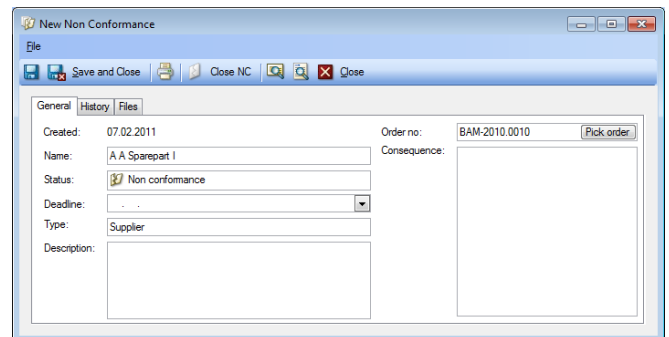 New Non Conformance
File
Save and Close Close NC Close
General History Files
Created: 07.02.2011 Order no: BAM-2010.0010 Pick order
Name: A A Sparepart I Consequence:
Status: Non conformance
Deadline: . .
Type: Supplier
Description: